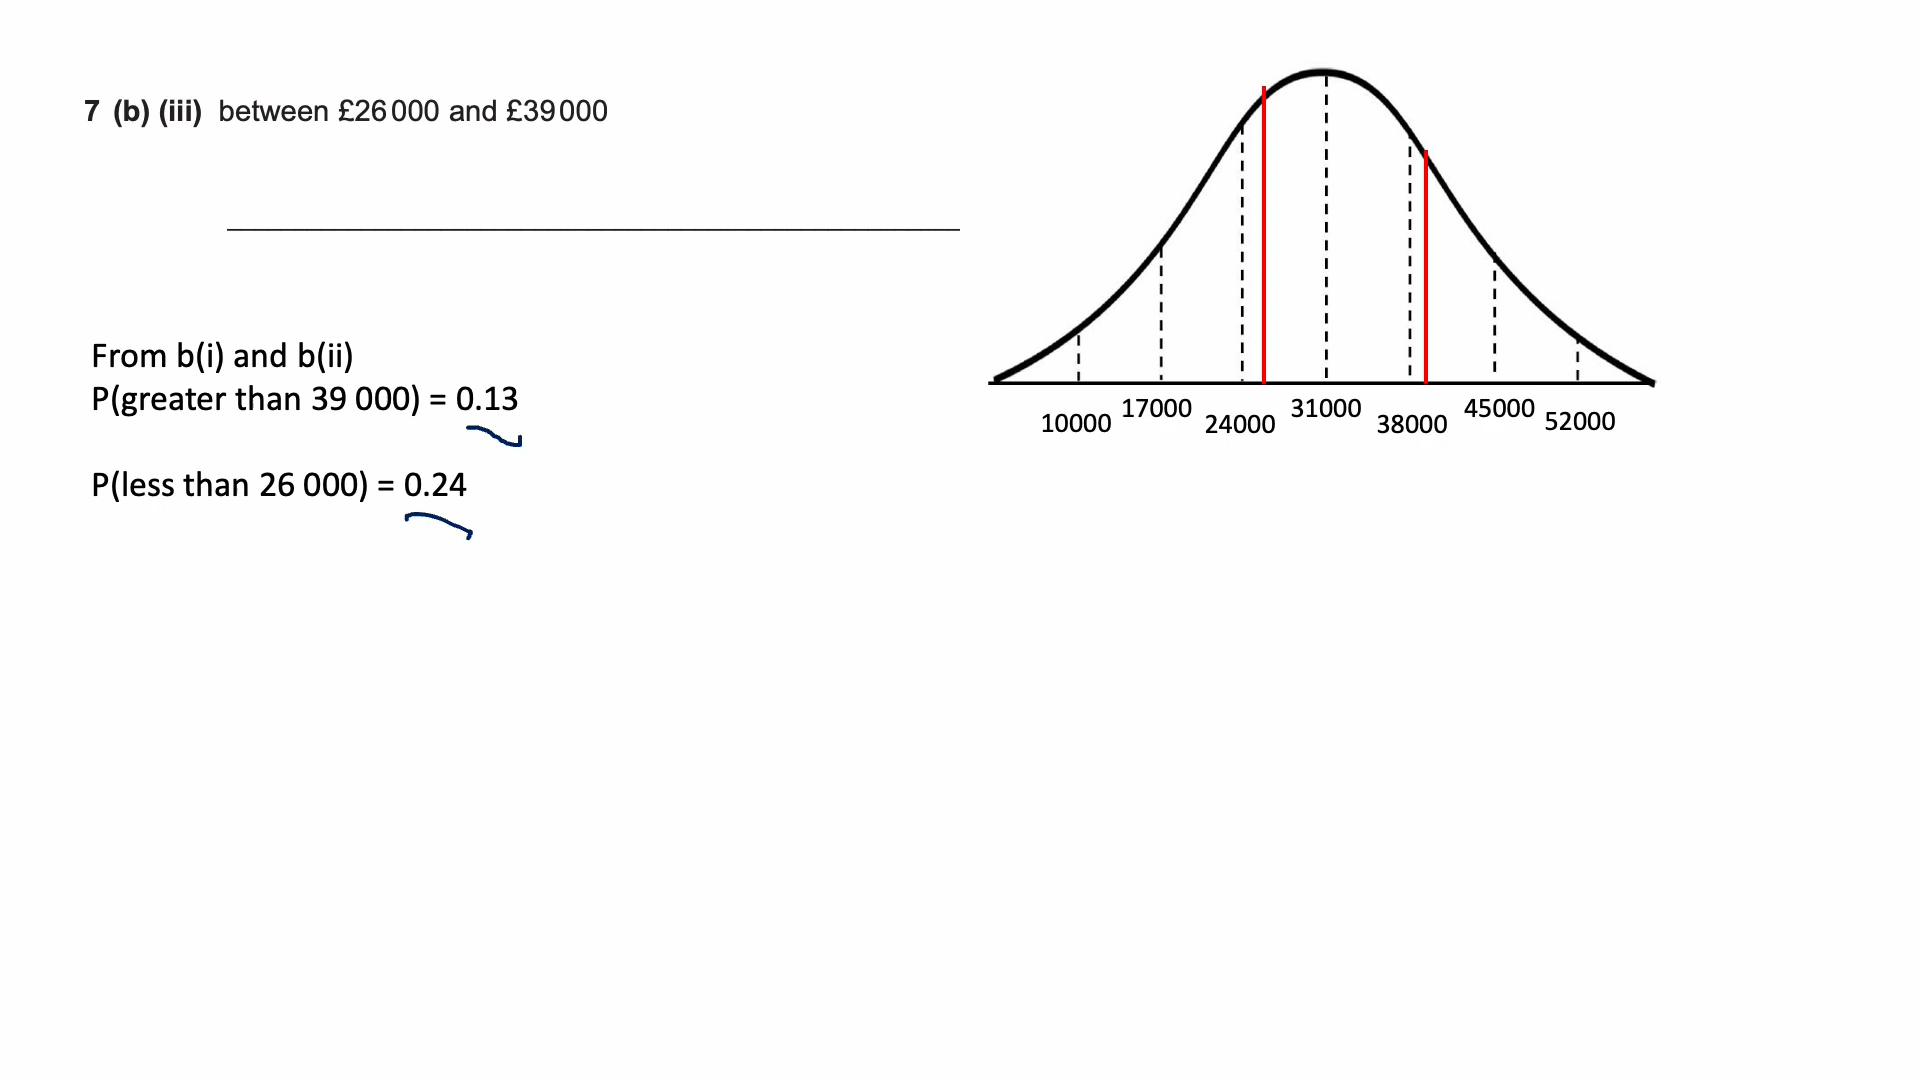 7 (b) (iii) between £26 000 and £39 000
From b(i) and b(ii)
P(greater than 39 000) = 0.13
P(less than 26 000) = 0.24
10000 17000 24000 31000 38000 45000 52000